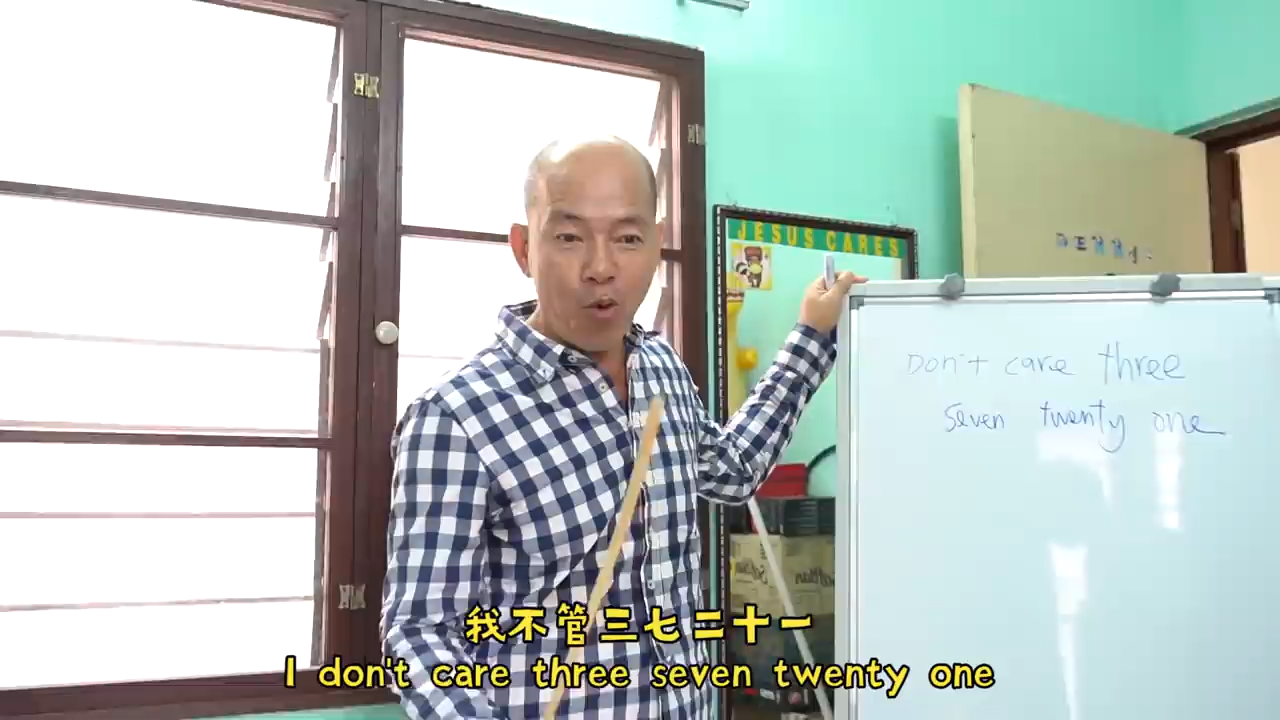 JESUS CARES
Don't care three
seven twenty one
我不管三七二十一
I don't care three seven twenty one